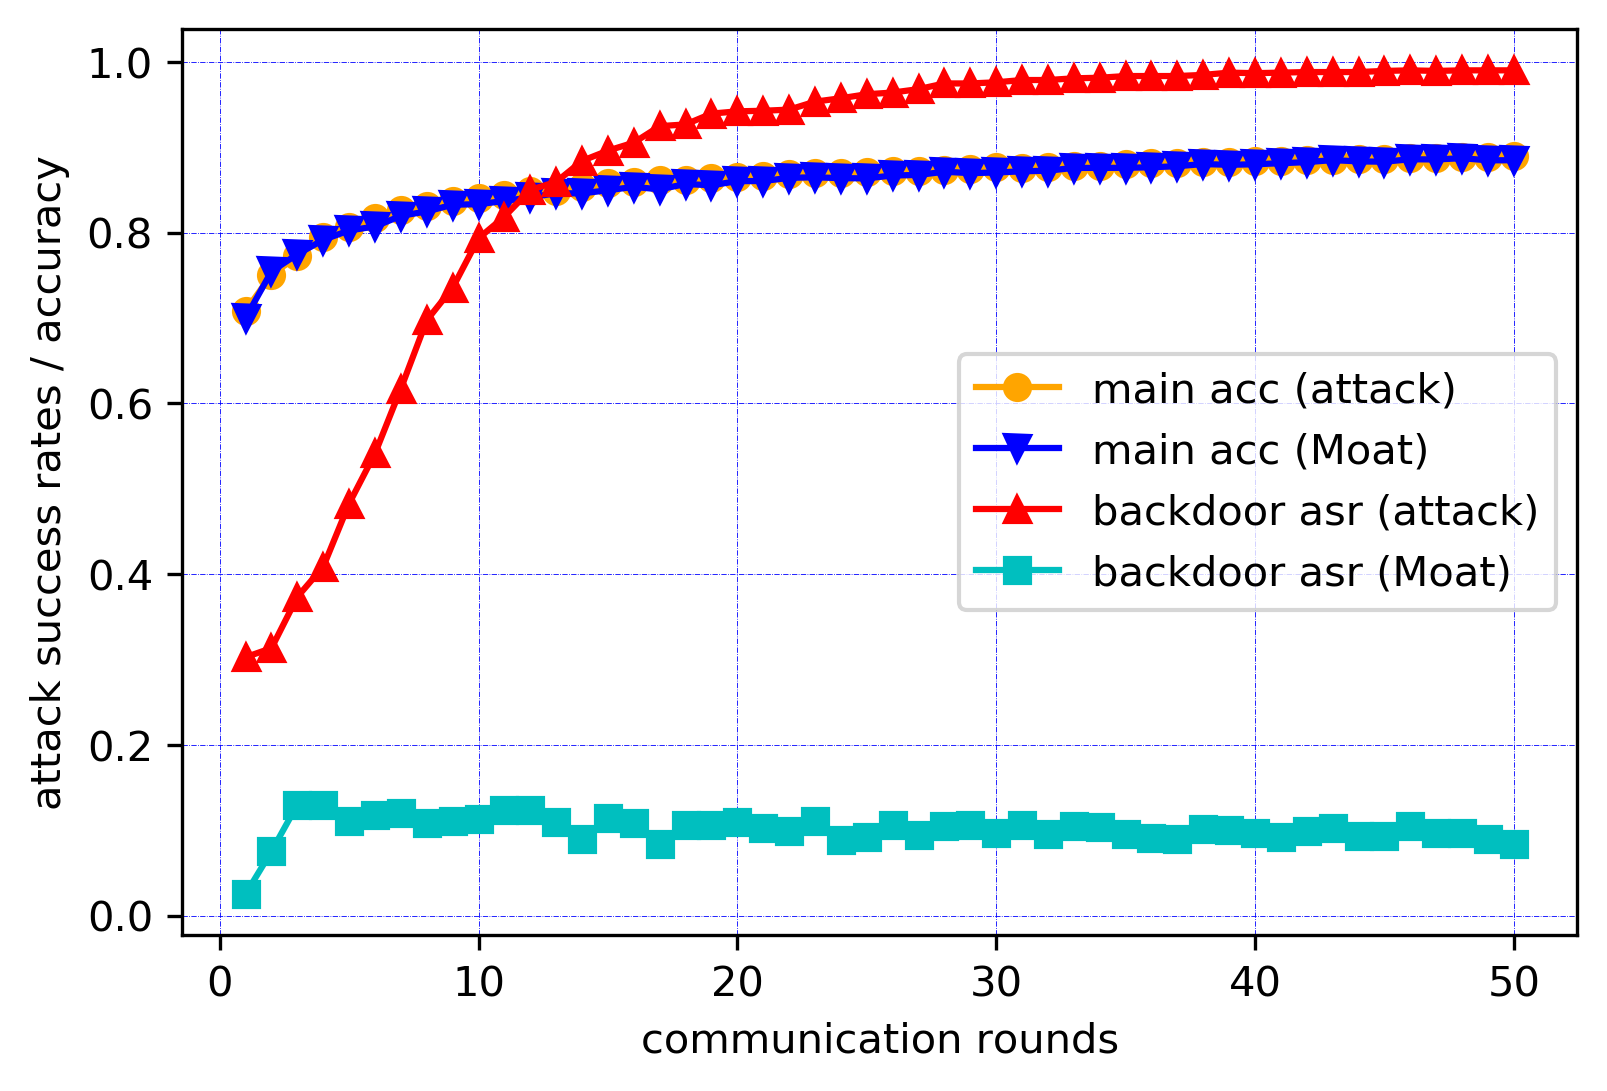 attack success rates / accuracy
1.0
0.8
0.6
0.4
0.2
0.0
main acc (attack)
main acc (Moat)
backdoor asr (attack)
backdoor asr (Moat)
0 10 20 30 40 50
communication rounds